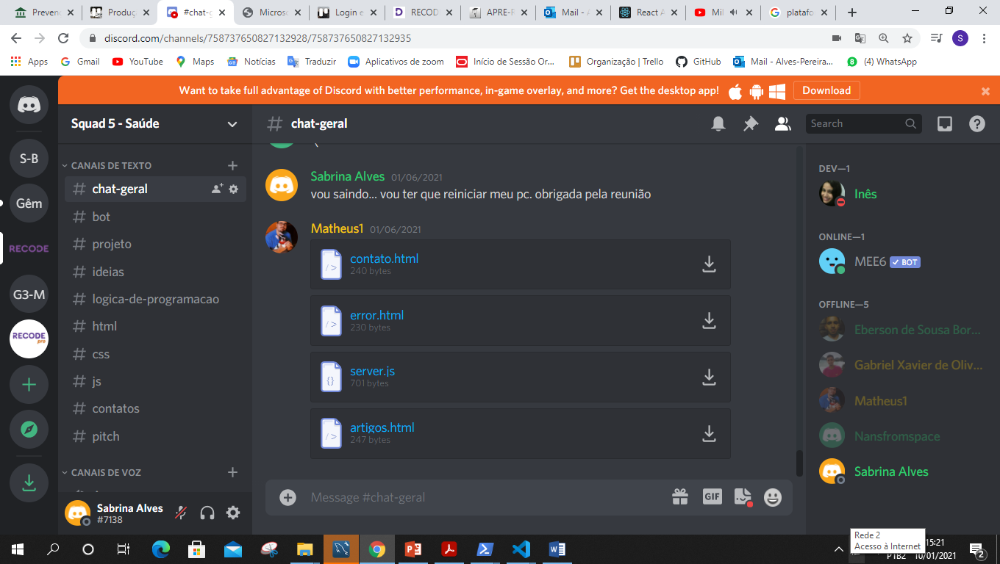 Preven
Produç
#chat-g
Micros
Login e
RECOD
APRE-P
Mail - A
React A
Mil
platafo
discord.com/channels/758737650827132928/758737650827132935
S
Apps
Gmail
YouTube
Maps
Notícias
Traduzir
Aplicativos de zoom
Início de Sessão Or...
Organização | Trello
GitHub
Mail - Alves-Pereira...
(4) WhatsApp
Want to take full advantage of Discord with better performance, in-game overlay, and more? Get the desktop app!
Download
S-B
Gêm
RECODE
G3-M
RECODE
pro
Squad 5 - Saúde
CANAIS DE TEXTO
# chat-geral
# bot
# projeto
# ideias
# logica-de-programacao
# html
# css
# js
# contatos
# pitch
CANAIS DE VOZ
Sabrina Alves
#7138
# chat-geral
Search
Sabrina Alves 01/06/2021
vou saindo... vou ter que reiniciar meu pc. obrigada pela reunião
Matheus1 01/06/2021
contato.html
240 bytes
error.html
230 bytes
server.js
701 bytes
artigos.html
247 bytes
Message #chat-geral
GIF
DEV—1
Inês
ONLINE—1
MEE6 BOT
OFFLINE—5
Eberson de Sousa Bor...
Gabriel Xavier de Oliv...
Matheus1
Nansfromspace
Sabrina Alves
Rede 2
Acesso à Internet
15:21
PTB2
10/01/2021
2